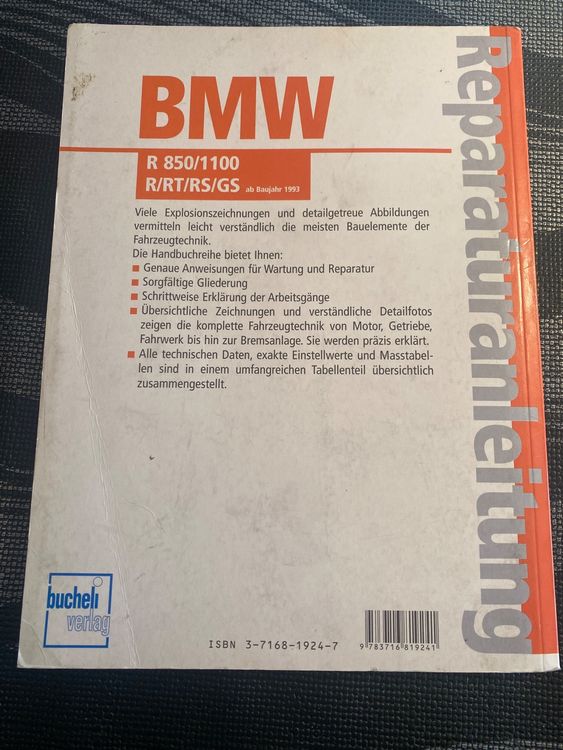 BMW
R 850/1100
R/RT/RS/GS ab Baujahr 1993
Viele Explosionszeichnungen und detailgetreue Abbildungen
vermitteln leicht verständlich die meisten Bauelemente der
Fahrzeugtechnik.
Die Handbuchreihe bietet Ihnen:
Genaue Anweisungen für Wartung und Reparatur
Sorgfältige Gliederung
Schrittweise Erklärung der Arbeitsgänge
Übersichtliche Zeichnungen und verständliche Detailfotos
zeigen die komplette Fahrzeugtechnik von Motor, Getriebe,
Fahrwerk bis hin zur Bremsanlage. Sie werden präzis erklärt.
Alle technischen Daten, exakte Einstellwerte und Masstabel-
len sind in einem umfangreichen Tabellenteil übersichtlich
zusammengestellt.
Reparaturanleitung
bucheli
verlag
ISBN 3-7168-1924-7
9 783716 819241